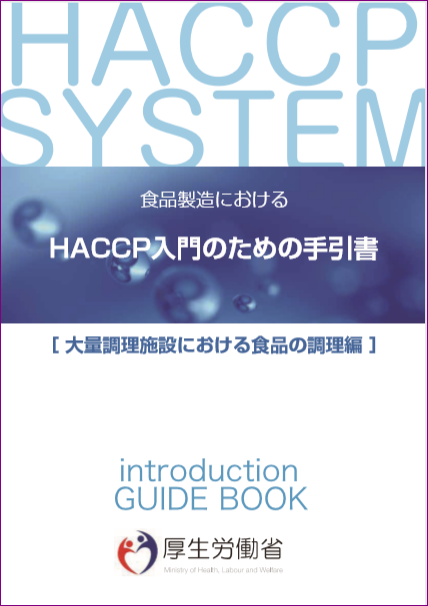 HACCP
SYSTEM
食品製造における
HACCP入門のための手引書
[ 大量調理施設における食品の調理編 ]
introduction
GUIDE BOOK
厚生労働省
Ministry of Health, Labour and Welfare